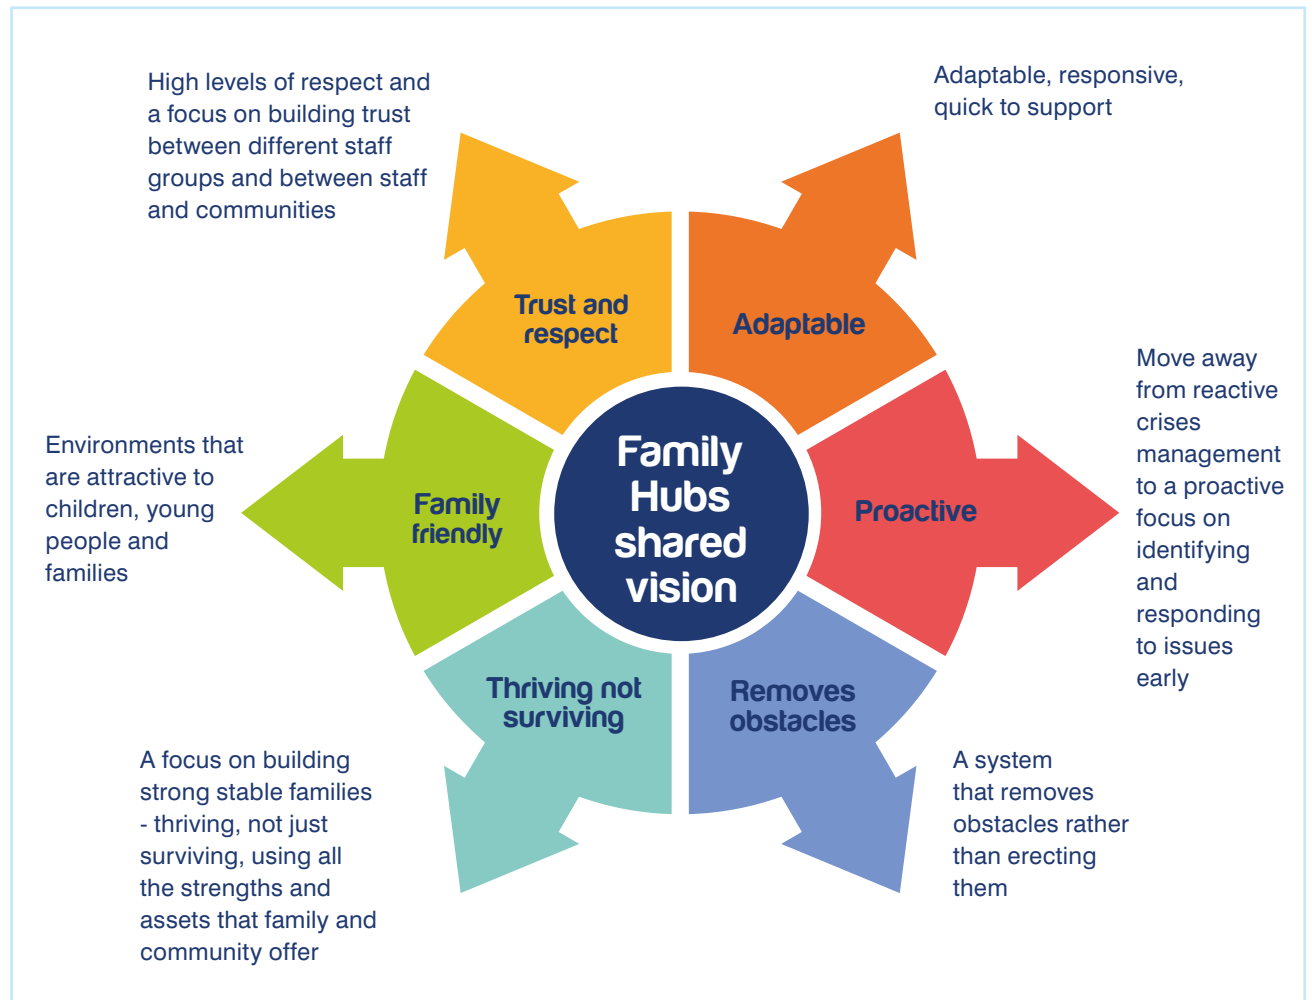 High levels of respect and
a focus on building trust
between different staff
groups and between staff
and communities
Adaptable, responsive,
quick to support
Trust and
respect
Adaptable
Move away
from reactive
crises
management
to a proactive
focus on
identifying
and
responding
to issues
early
Environments that
are attractive to
children, young
people and
families
Family
friendly
Family
Hubs
shared
vision
Proactive
Thriving not
surviving
Removes
obstacles
A focus on building
strong stable families
- thriving, not just
surviving, using all
the strengths and
assets that family and
community offer
A system
that removes
obstacles rather
than erecting
them